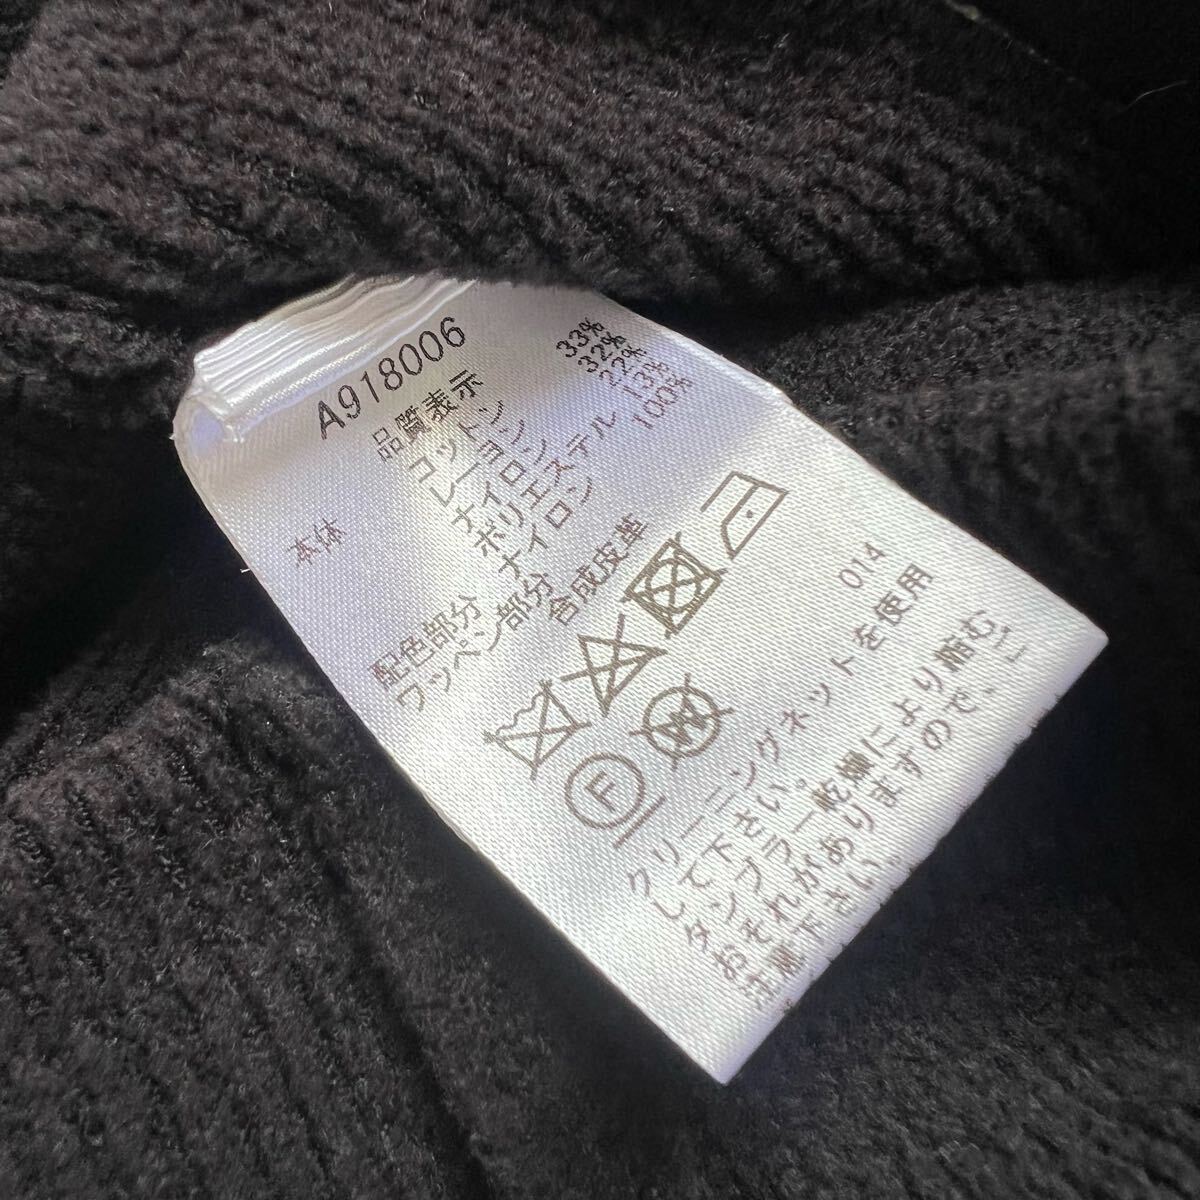 A918006
品質表示
本体 コットン 33%
レーヨン 32%
ナイロン 22%
ポリエステル 13%
配色部分 ナイロン 100%
ワッペン部分 合成皮革
F
W
014
クリーニングネットを使用
して下さい。
タンブラー乾燥により縮む
おそれがありますので、ご
注意下さい。